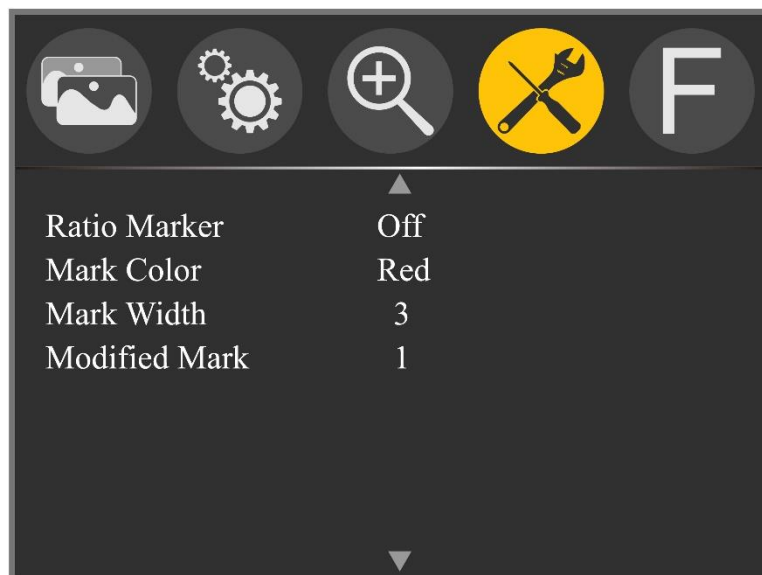 F
Ratio Marker Off
Mark Color Red
Mark Width 3
Modified Mark 1